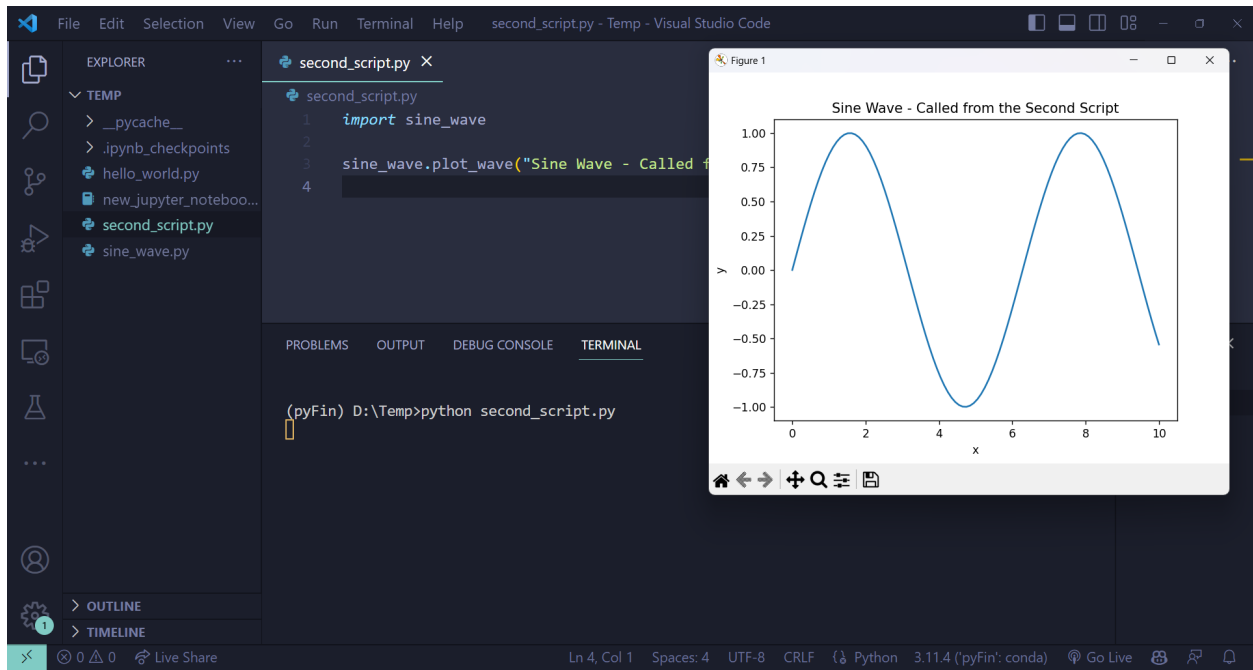 File Edit Selection View Go Run Terminal Help second_script.py - Temp - Visual Studio Code
EXPLORER ···
TEMP
__pycache__
.ipynb_checkpoints
hello_world.py
new_jupyter_noteboo...
second_script.py
sine_wave.py
OUTLINE
TIMELINE
second_script.py
second_script.py
1 import sine_wave
2
3 sine_wave.plot_wave("Sine Wave - Called f
4
PROBLEMS OUTPUT DEBUG CONSOLE TERMINAL
(pyFin) D:\Temp>python second_script.py
Figure 1
Sine Wave - Called from the Second Script
1.00
0.75
0.50
0.25
0.00
−0.25
−0.50
−0.75
−1.00
y
0 2 4 6 8 10
x
1
0 0 Live Share Ln 4, Col 1 Spaces: 4 UTF-8 CRLF Python 3.11.4 ('pyFin': conda) Go Live